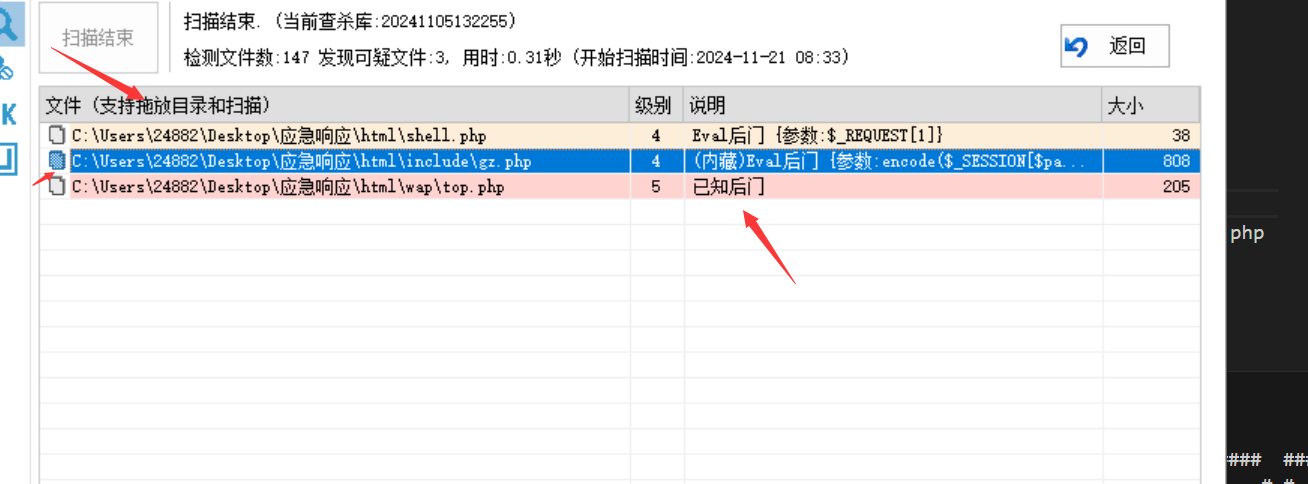 扫描结束
扫描结束. (当前查杀库:20241105132255)
检测文件数:147 发现可疑文件:3, 用时:0.31秒 (开始扫描时间:2024-11-21 08:33)
返回
文件 (支持拖放目录和扫描) 级别 说明 大小
C:\Users\24882\Desktop\应急响应\html\shell.php 4 Eval后门 {参数:$_REQUEST[1]} 38
C:\Users\24882\Desktop\应急响应\html\include\gz.php 4 (内藏)Eval后门 {参数:encode($_SESSION[$pa... 808
C:\Users\24882\Desktop\应急响应\html\wap\top.php 5 已知后门 205
K
php
### ##
# #